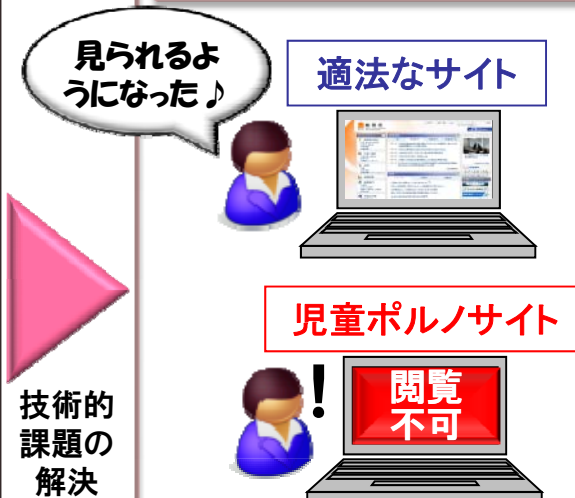 見られるよ
うになった♪
適法なサイト
児童ポルノサイト
!
閲覧
不可
技術的
課題の
解決